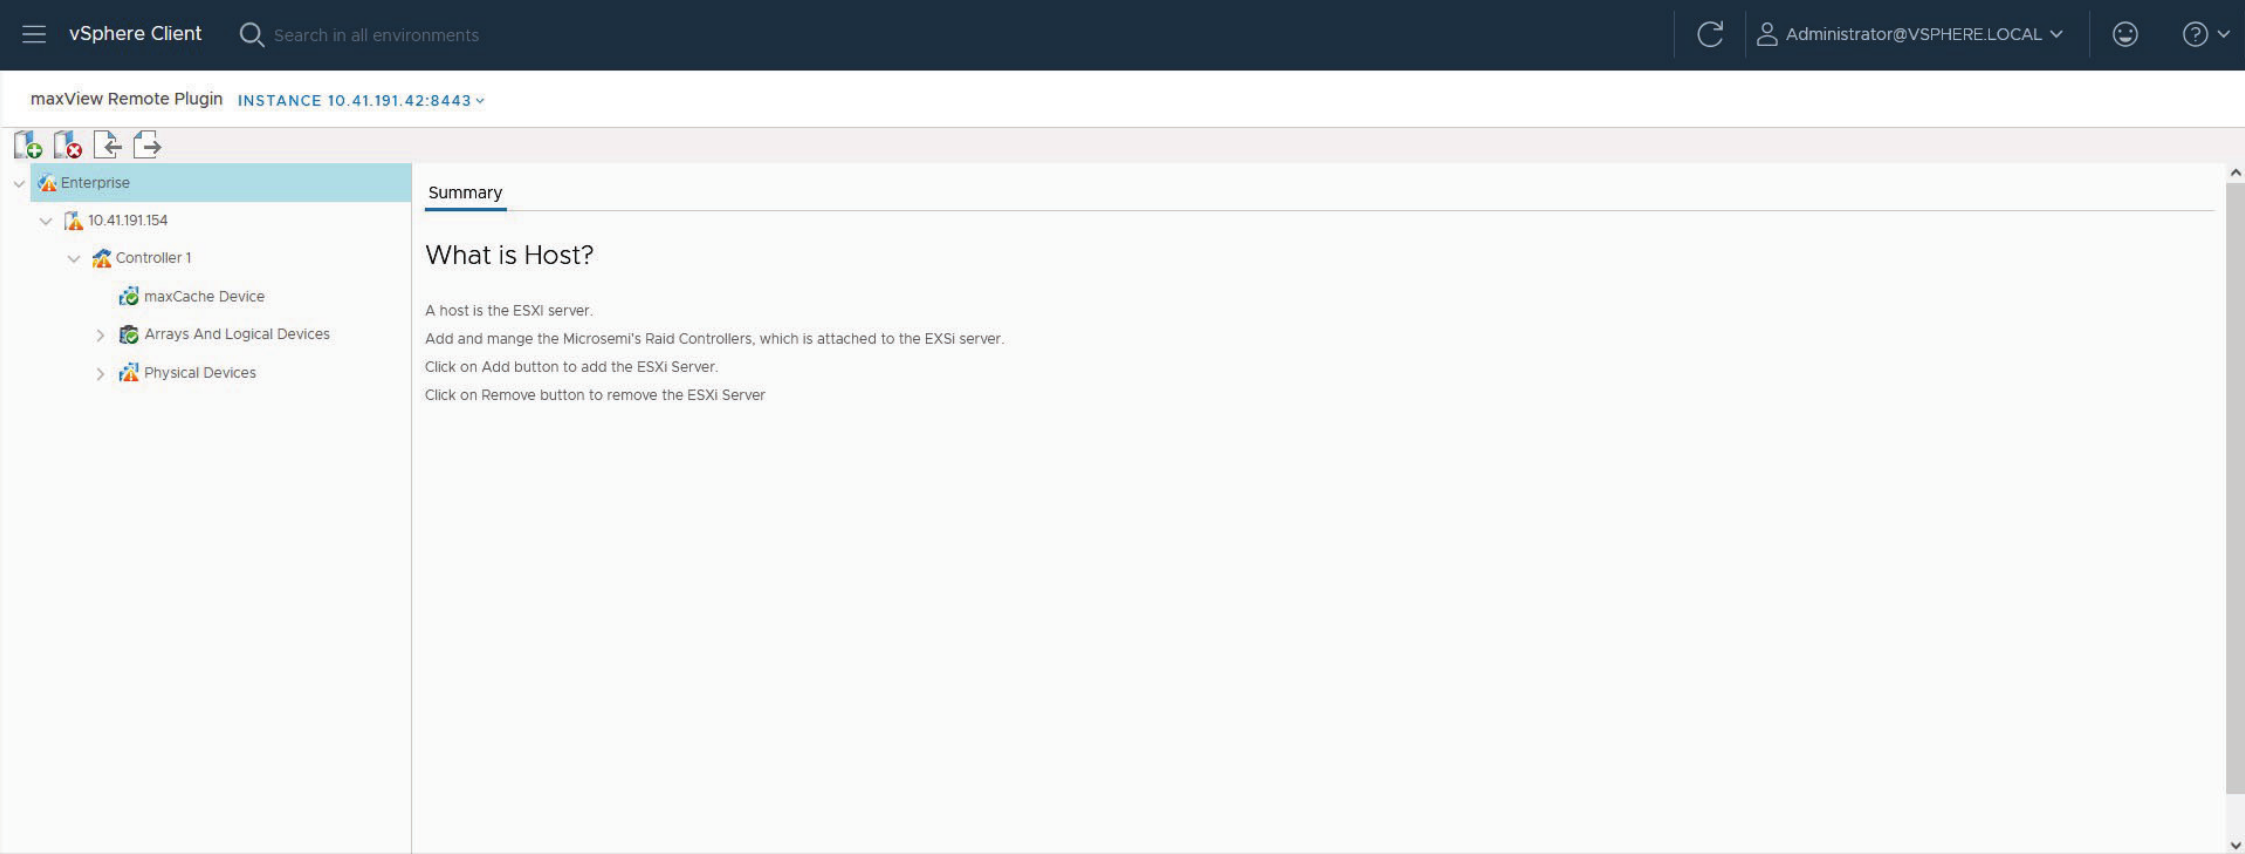 vSphere Client
Search in all environments
Administrator@VSPHERE.LOCAL
maxView Remote Plugin INSTANCE 10.41.191.42:8443
Enterprise
10.41.191.154
Controller 1
maxCache Device
Arrays And Logical Devices
Physical Devices
Summary
What is Host?
A host is the ESXI server.
Add and mange the Microsemi's Raid Controllers, which is attached to the EXSi server.
Click on Add button to add the ESXi Server.
Click on Remove button to remove the ESXi Server